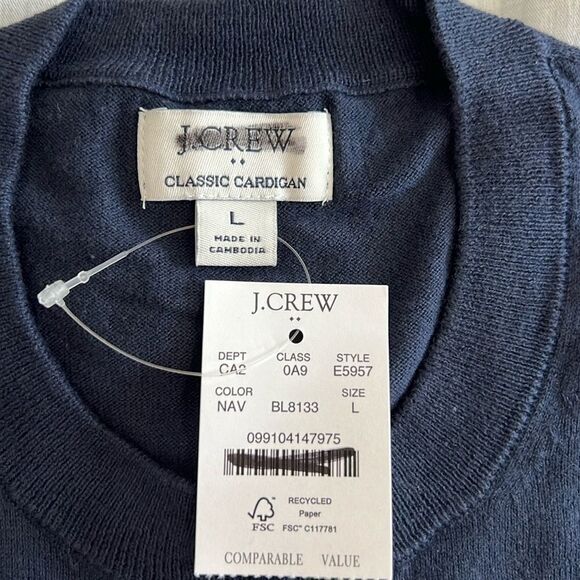 J.CREW
CLASSIC CARDIGAN
L
MADE IN
CAMBODIA
J.CREW
DEPT CLASS STYLE
CA2 0A9 E5957
COLOR SIZE
NAV BL8133 L
099104147975
FSC
RECYCLED
Paper
FSC® C117781
COMPARABLE VALUE